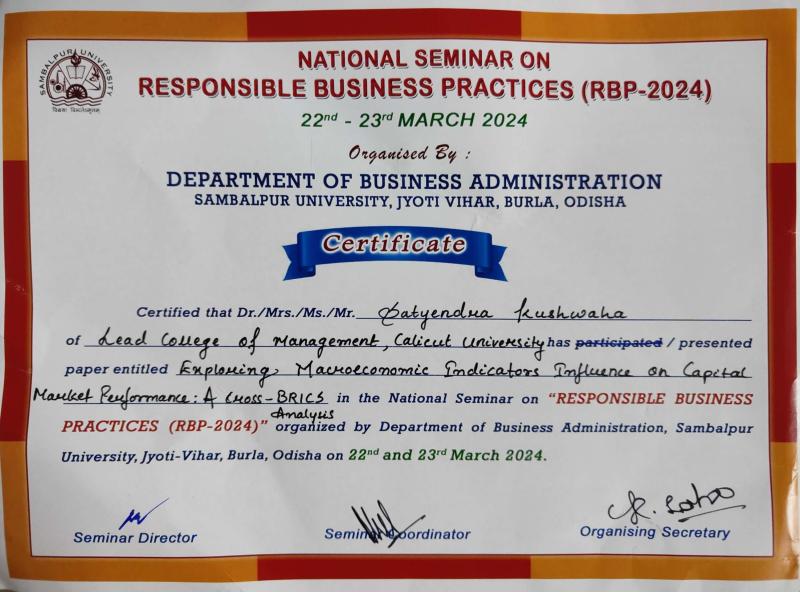 SAMBALPUR UNIVERSITY
NATIONAL SEMINAR ON
RESPONSIBLE BUSINESS PRACTICES (RBP-2024)
22nd - 23rd MARCH 2024
Organised By :
DEPARTMENT OF BUSINESS ADMINISTRATION
SAMBALPUR UNIVERSITY, JYOTI VIHAR, BURLA, ODISHA
Certificate
Certified that Dr./Mrs./Ms./Mr. Satyendra Kushwaha
of Lead College of Management, Calicut University has participated / presented
paper entitled Exploring Macroeconomic Indicators Influence on Capital
Market Performance: A Cross-BRICS in the National Seminar on "RESPONSIBLE BUSINESS
Analysis
PRACTICES (RBP-2024)" organized by Department of Business Administration, Sambalpur
University, Jyoti-Vihar, Burla, Odisha on 22nd and 23rd March 2024.
Seminar Director
Seminar Coordinator
Organising Secretary